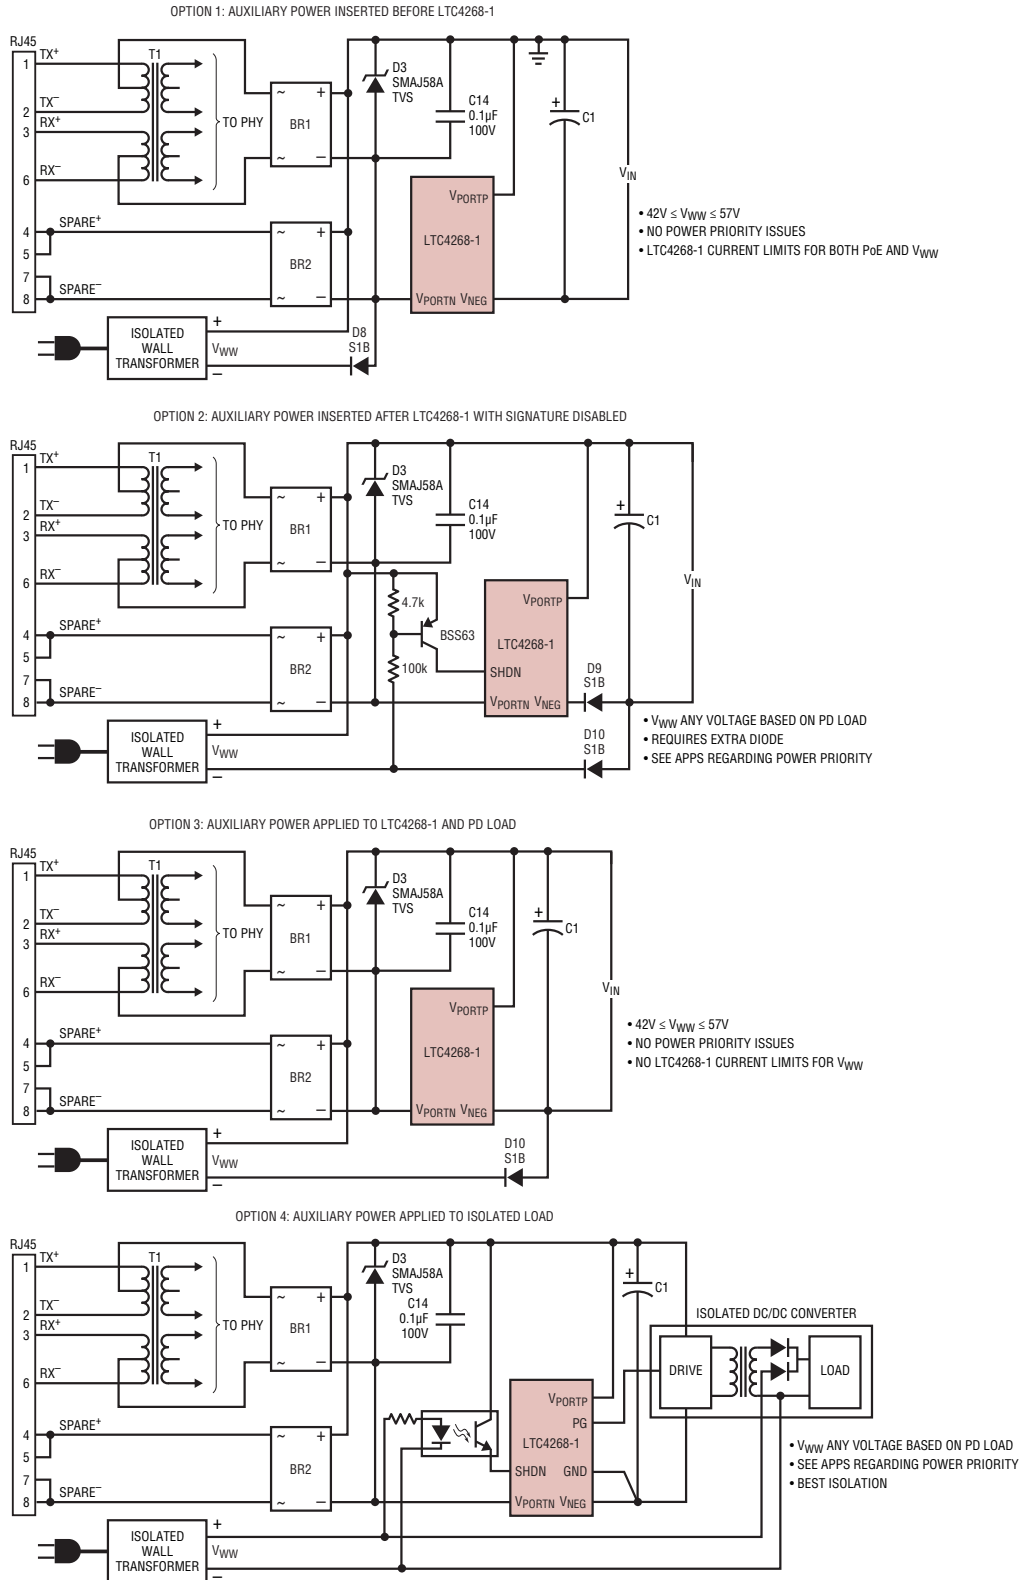 OPTION 1: AUXILIARY POWER INSERTED BEFORE LTC4268-1
RJ45
1
TX+
2
TX–
3
RX+
6
RX–
4
SPARE+
5
7
8
SPARE–
T1
TO PHY
~ +
BR1
~ –
~ +
BR2
~ –
D3
SMAJ58A
TVS
C14
0.1µF
100V
+
C1
VIN
VPORTP
LTC4268-1
VPORTN VNEG
• 42V ≤ VWW ≤ 57V
• NO POWER PRIORITY ISSUES
• LTC4268-1 CURRENT LIMITS FOR BOTH PoE AND VWW
ISOLATED
WALL
TRANSFORMER
+
VWW
–
D8
S1B
OPTION 2: AUXILIARY POWER INSERTED AFTER LTC4268-1 WITH SIGNATURE DISABLED
RJ45
1
TX+
2
TX–
3
RX+
6
RX–
4
SPARE+
5
7
8
SPARE–
T1
TO PHY
~ +
BR1
~ –
~ +
BR2
~ –
D3
SMAJ58A
TVS
C14
0.1µF
100V
+
C1
VIN
4.7k
BSS63
100k
VPORTP
LTC4268-1
SHDN
VPORTN VNEG
D9
S1B
D10
S1B
• VWW ANY VOLTAGE BASED ON PD LOAD
• REQUIRES EXTRA DIODE
• SEE APPS REGARDING POWER PRIORITY
ISOLATED
WALL
TRANSFORMER
+
VWW
–
OPTION 3: AUXILIARY POWER APPLIED TO LTC4268-1 AND PD LOAD
RJ45
1
TX+
2
TX–
3
RX+
6
RX–
4
SPARE+
5
7
8
SPARE–
T1
TO PHY
~ +
BR1
~ –
~ +
BR2
~ –
D3
SMAJ58A
TVS
C14
0.1µF
100V
+
C1
VIN
VPORTP
LTC4268-1
VPORTN VNEG
• 42V ≤ VWW ≤ 57V
• NO POWER PRIORITY ISSUES
• NO LTC4268-1 CURRENT LIMITS FOR VWW
ISOLATED
WALL
TRANSFORMER
+
VWW
–
D10
S1B
OPTION 4: AUXILIARY POWER APPLIED TO ISOLATED LOAD
RJ45
1
TX+
2
TX–
3
RX+
6
RX–
4
SPARE+
5
7
8
SPARE–
T1
TO PHY
~ +
BR1
~ –
~ +
BR2
~ –
D3
SMAJ58A
TVS
C14
0.1µF
100V
+
C1
ISOLATED DC/DC CONVERTER
DRIVE
LOAD
VPORTP
PG
LTC4268-1
SHDN GND
VPORTN VNEG
• VWW ANY VOLTAGE BASED ON PD LOAD
• SEE APPS REGARDING POWER PRIORITY
• BEST ISOLATION
ISOLATED
WALL
TRANSFORMER
+
VWW
–